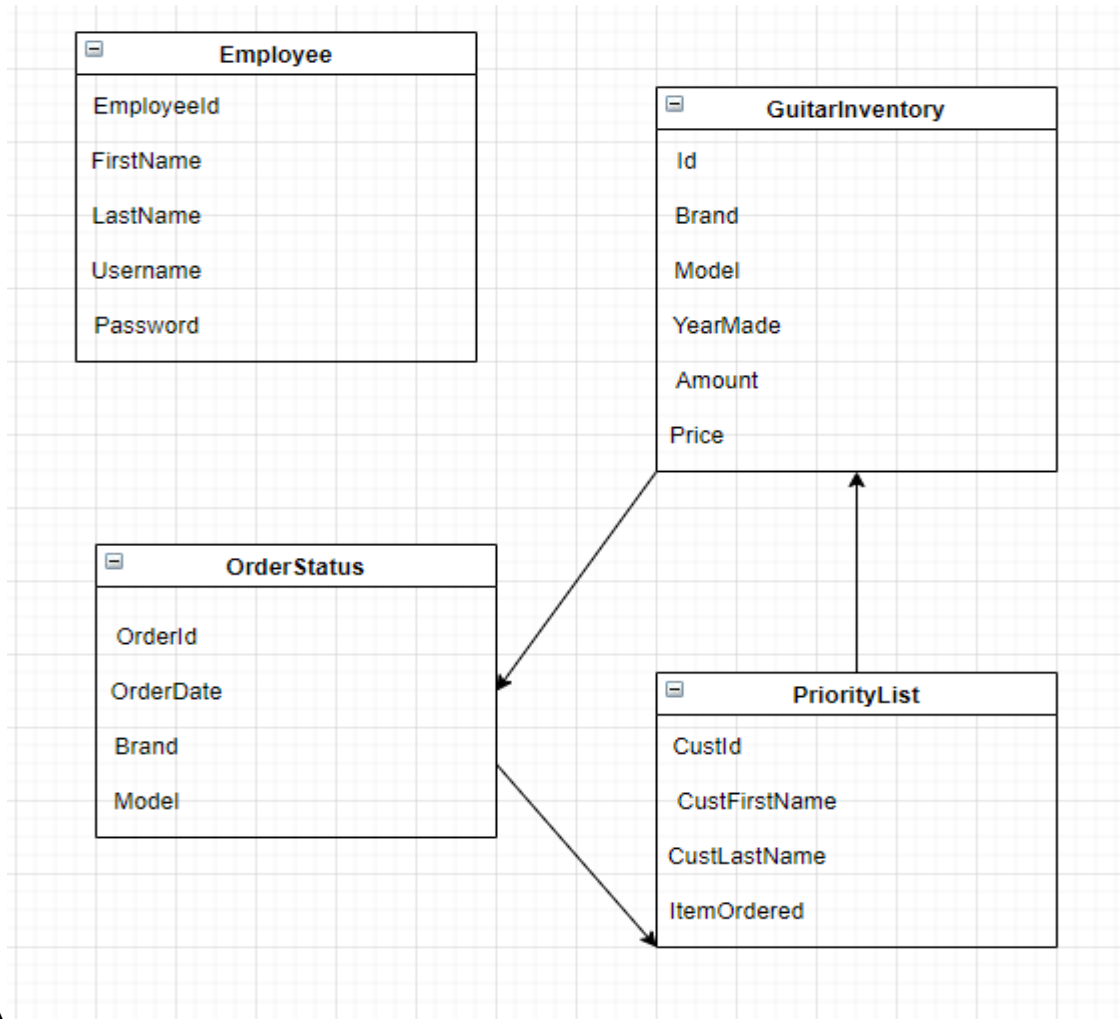 Employee
EmployeeId
FirstName
LastName
Username
Password
GuitarInventory
Id
Brand
Model
YearMade
Amount
Price
OrderStatus
OrderId
OrderDate
Brand
Model
PriorityList
CustId
CustFirstName
CustLastName
ItemOrdered